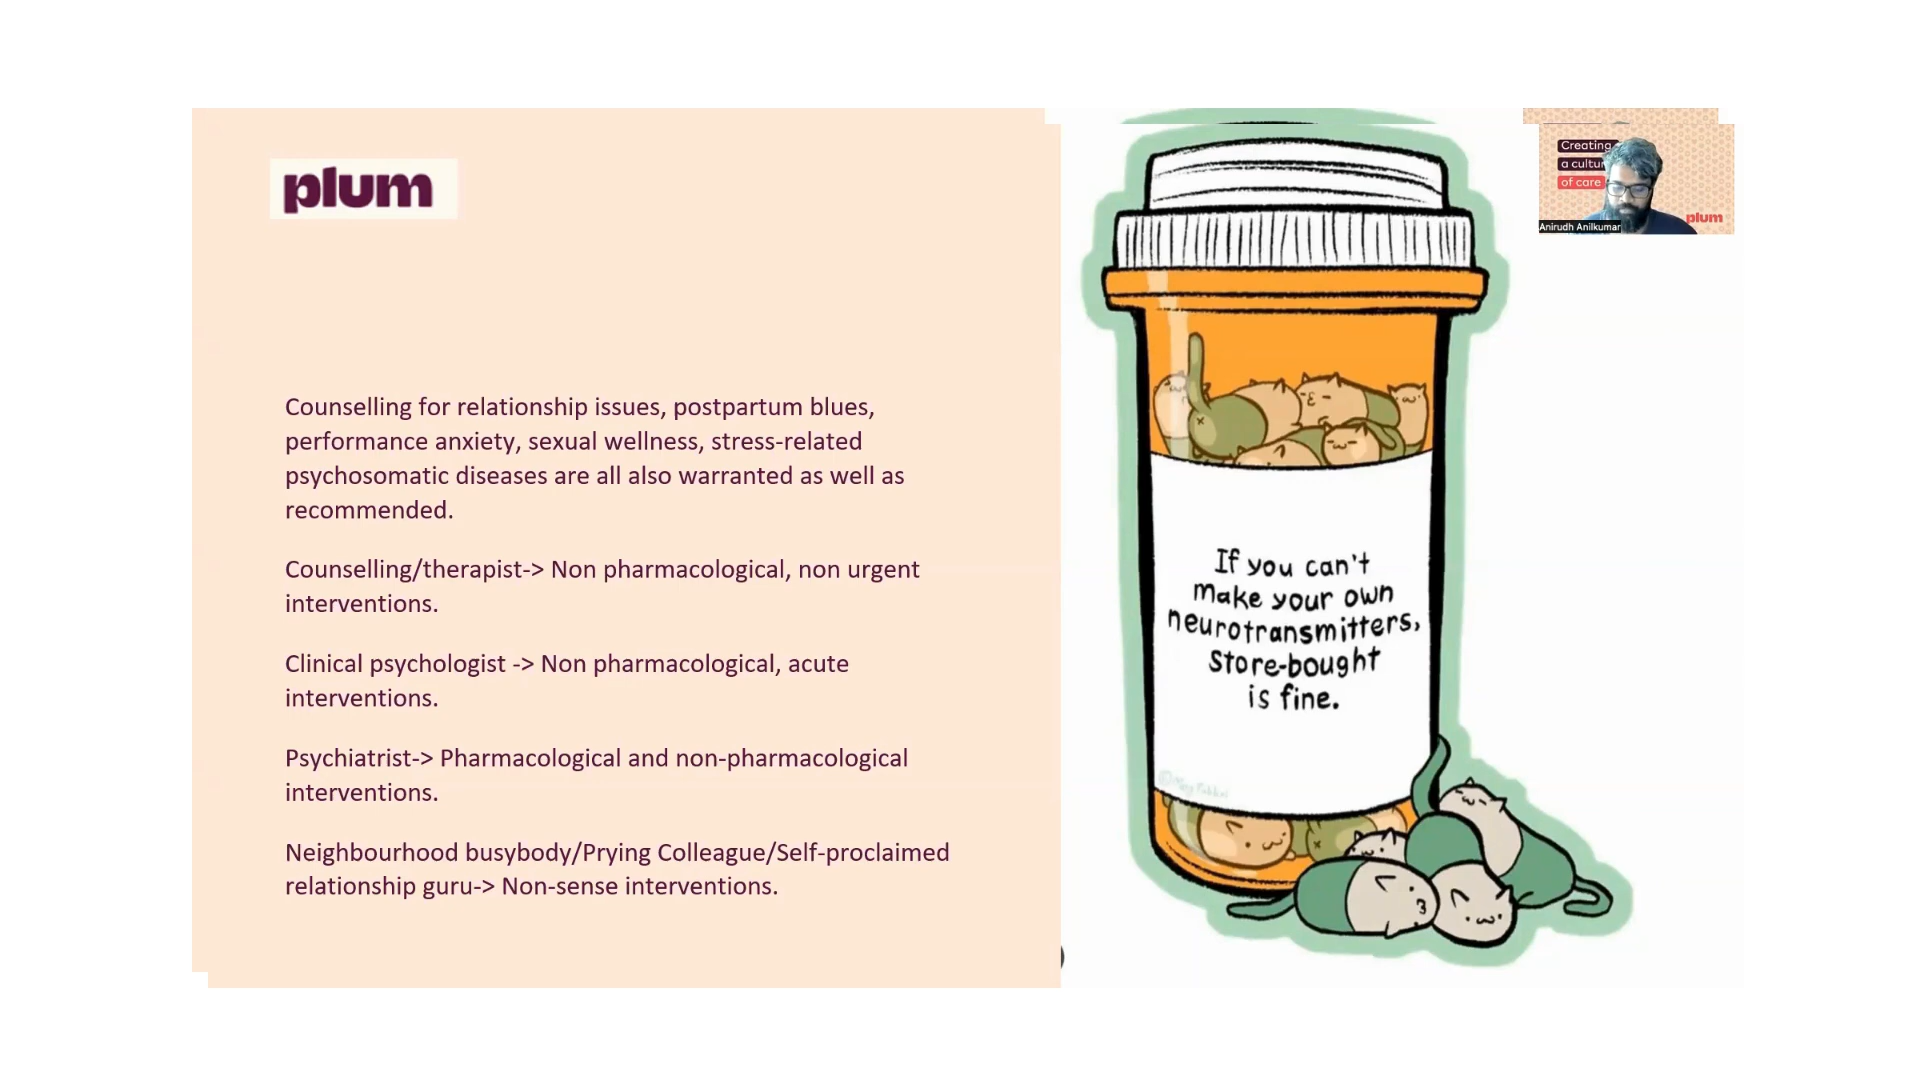 plum
Counselling for relationship issues, postpartum blues,
performance anxiety, sexual wellness, stress-related
psychosomatic diseases are all also warranted as well as
recommended.
Counselling/therapist-> Non pharmacological, non urgent
interventions.
Clinical psychologist -> Non pharmacological, acute
interventions.
Psychiatrist-> Pharmacological and non-pharmacological
interventions.
Neighbourhood busybody/Prying Colleague/Self-proclaimed
relationship guru-> Non-sense interventions.
If you can't
make your own
neurotransmitters,
store-bought
is fine.
Creating
a cultu
of care
plum
Anirudh Anilkumar